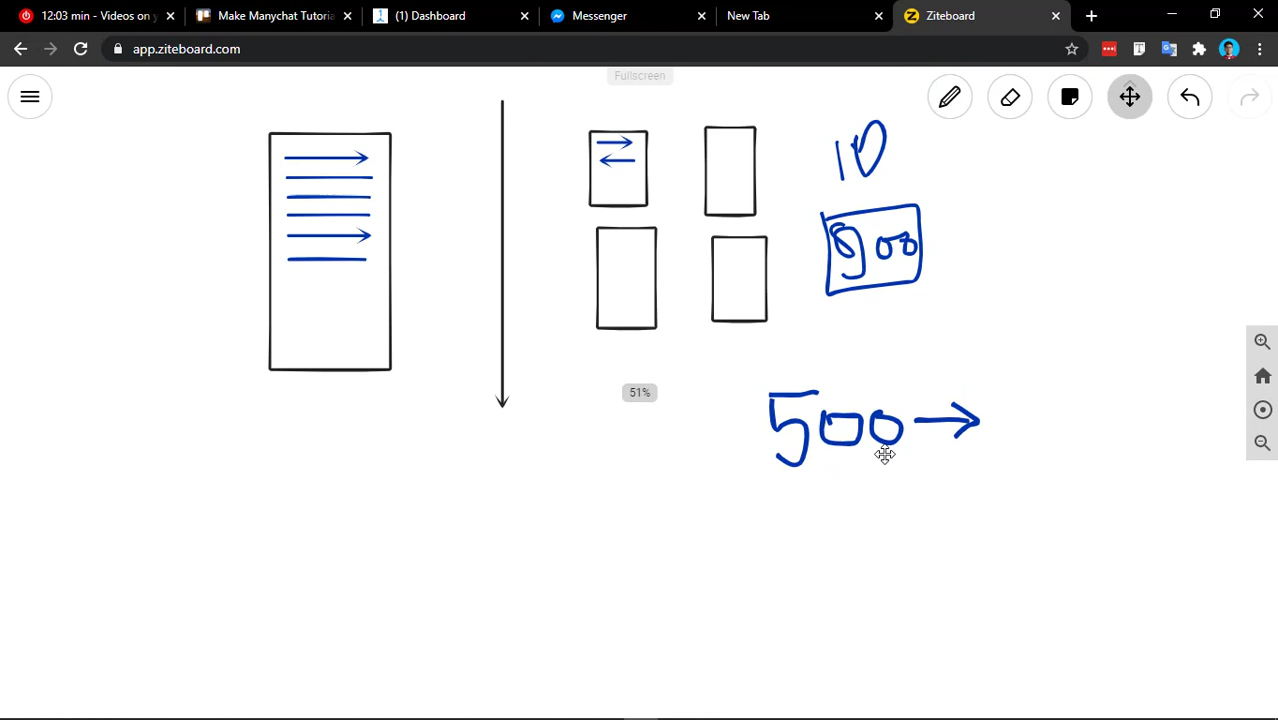 12:03 min - Videos on y
Make Manychat Tutoria
(1) Dashboard
Messenger
New Tab
Ziteboard
app.ziteboard.com
Fullscreen
10
51%
500